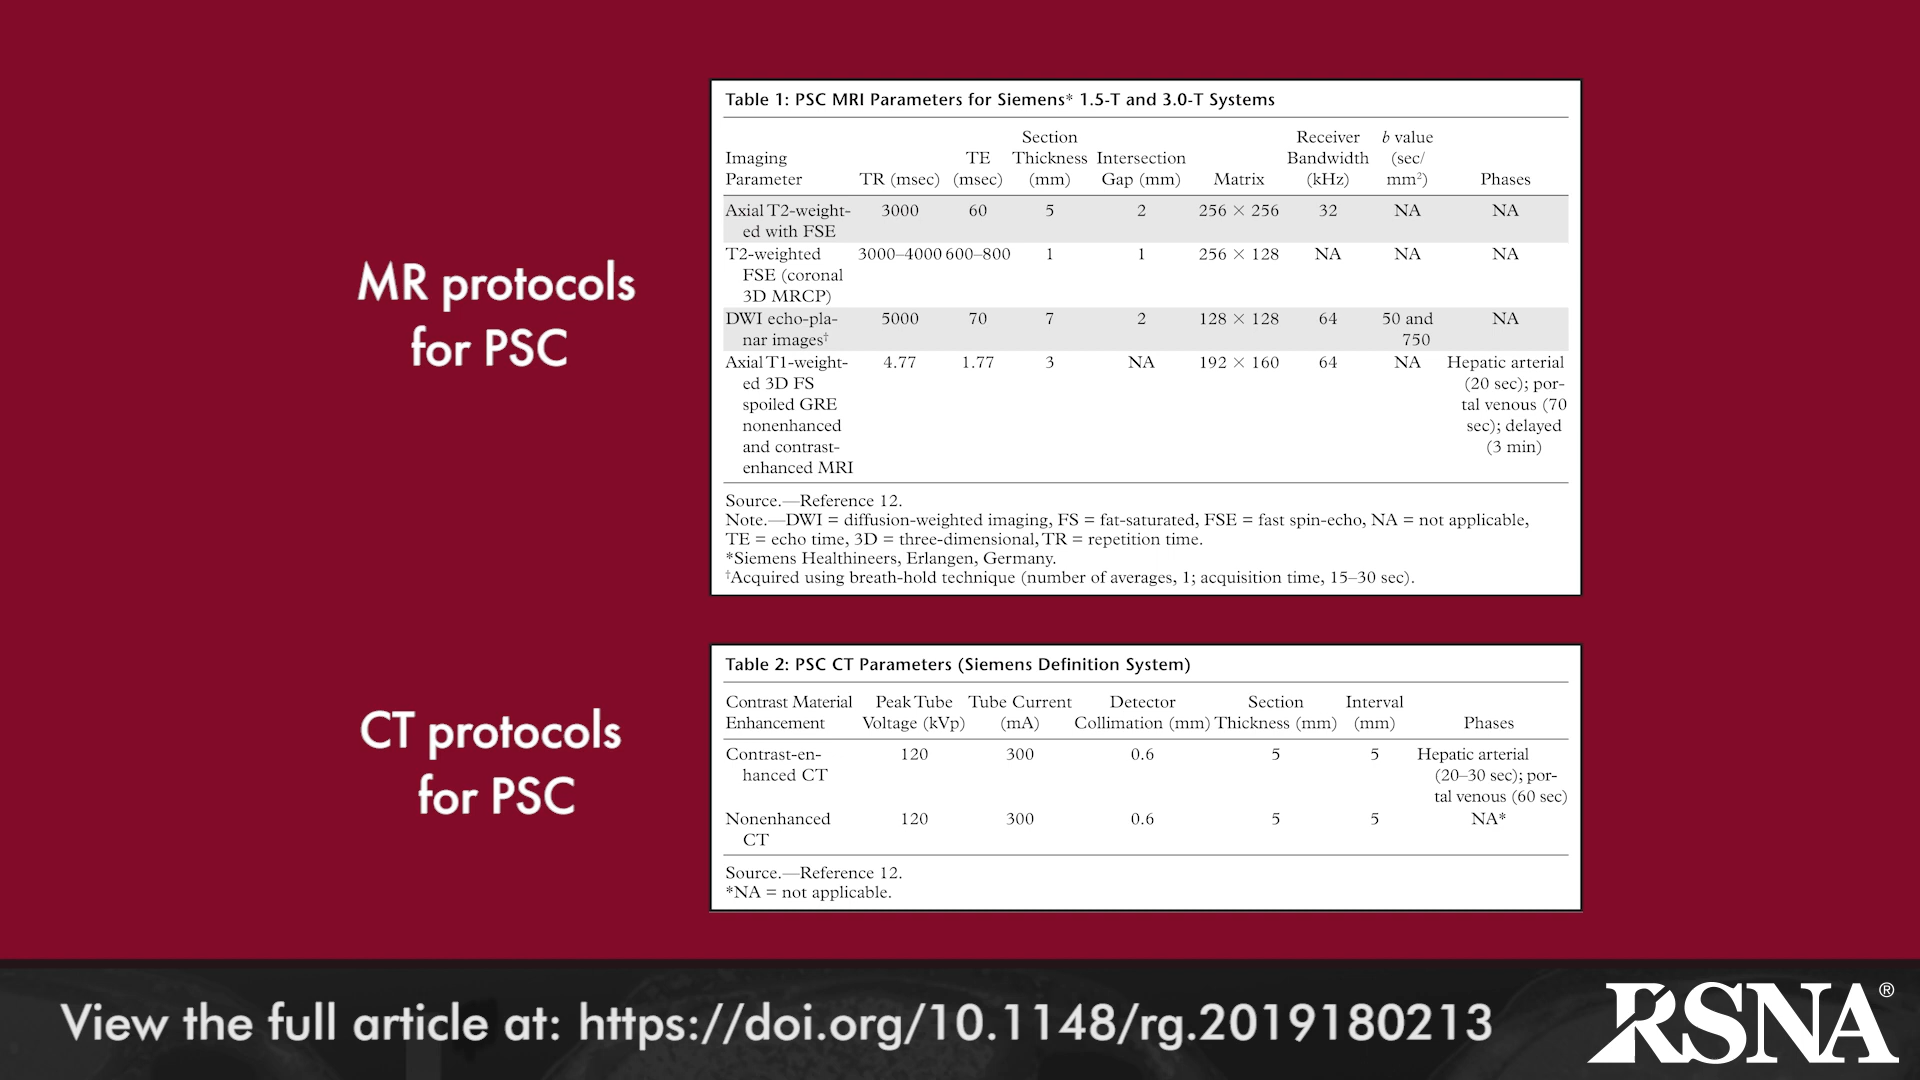 MR protocols
for PSC
Table 1: PSC MRI Parameters for Siemens* 1.5-T and 3.0-T Systems
Imaging Parameter TR (msec) TE (msec) Section Thickness (mm) Intersection Gap (mm) Matrix Receiver Bandwidth (kHz) b value (sec/mm²) Phases
Axial T2-weight- 3000 60 5 2 256 × 256 32 NA NA
ed with FSE
T2-weighted 3000–4000 600–800 1 1 256 × 128 NA NA NA
FSE (coronal
3D MRCP)
DWI echo-pla- 5000 70 7 2 128 × 128 64 50 and NA
nar images† 750
Axial T1-weight- 4.77 1.77 3 NA 192 × 160 64 NA Hepatic arterial
ed 3D FS (20 sec); por-
spoiled GRE tal venous (70
nonenhanced sec); delayed
and contrast- (3 min)
enhanced MRI
Source.—Reference 12.
Note.—DWI = diffusion-weighted imaging, FS = fat-saturated, FSE = fast spin-echo, NA = not applicable,
TE = echo time, 3D = three-dimensional, TR = repetition time.
*Siemens Healthineers, Erlangen, Germany.
†Acquired using breath-hold technique (number of averages, 1; acquisition time, 15–30 sec).
CT protocols
for PSC
Table 2: PSC CT Parameters (Siemens Definition System)
Contrast Material Peak Tube Tube Current Detector Section Interval
Enhancement Voltage (kVp) (mA) Collimation (mm) Thickness (mm) (mm) Phases
Contrast-en- 120 300 0.6 5 5 Hepatic arterial
hanced CT (20–30 sec); por-
tal venous (60 sec)
Nonenhanced 120 300 0.6 5 5 NA*
CT
Source.—Reference 12.
*NA = not applicable.
View the full article at: https://doi.org/10.1148/rg.2019180213
RSNA®